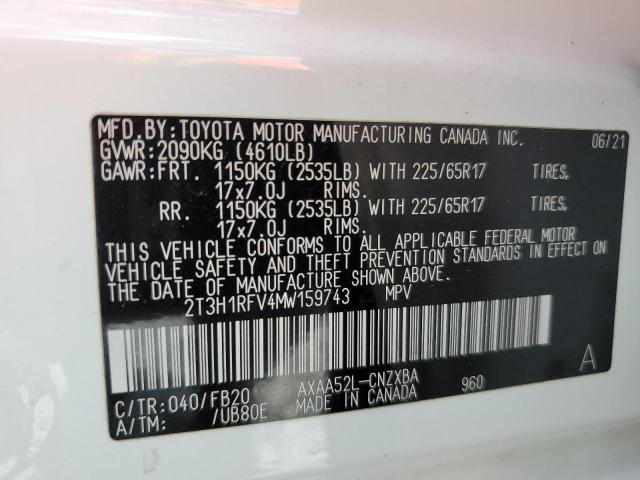 MFD.BY:TOYOTA MOTOR MANUFACTURING CANADA INC. 06/21
GVWR:2090KG (4610LB)
GAWR:FRT. 1150KG (2535LB) WITH 225/65R17 TIRES,
17x7.0J RIMS.
RR. 1150KG (2535LB) WITH 225/65R17 TIRES,
17x7.0J RIMS.
THIS VEHICLE CONFORMS TO ALL APPLICABLE FEDERAL MOTOR
VEHICLE SAFETY AND THEFT PREVENTION STANDARDS IN EFFECT ON
THE DATE OF MANUFACTURE SHOWN ABOVE.
2T3H1RFV4MW159743 MPV
A
C/TR:040/FB20 AXAA52L-CNZXBA 960
A/TM: /UB80E MADE IN CANADA